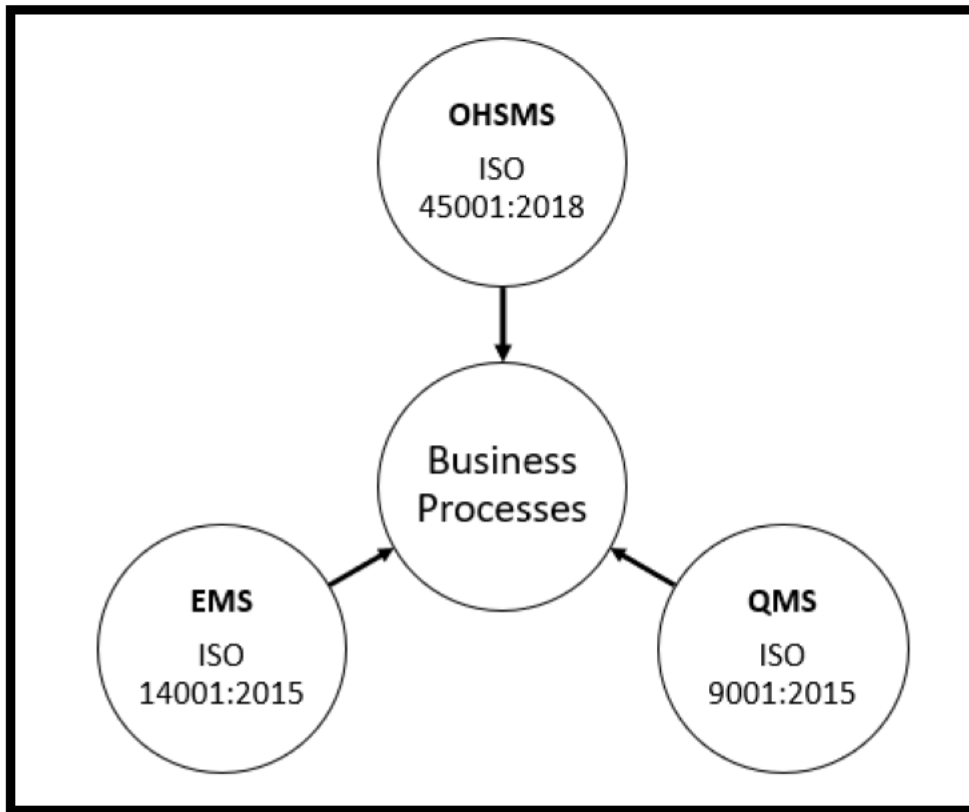 OHSMS
ISO
45001:2018
Business
Processes
EMS
ISO
14001:2015
QMS
ISO
9001:2015